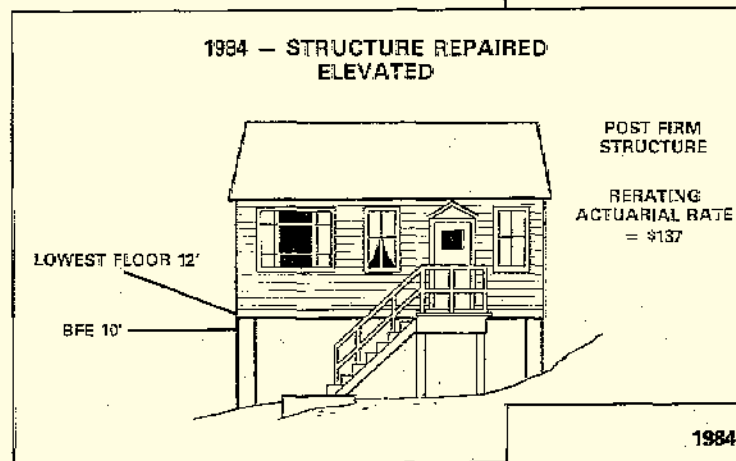 1984 — STRUCTURE REPAIRED
ELEVATED
POST FIRM
STRUCTURE
RERATING
ACTUARIAL RATE
= $137
LOWEST FLOOR 12'
BFE 10'
1984